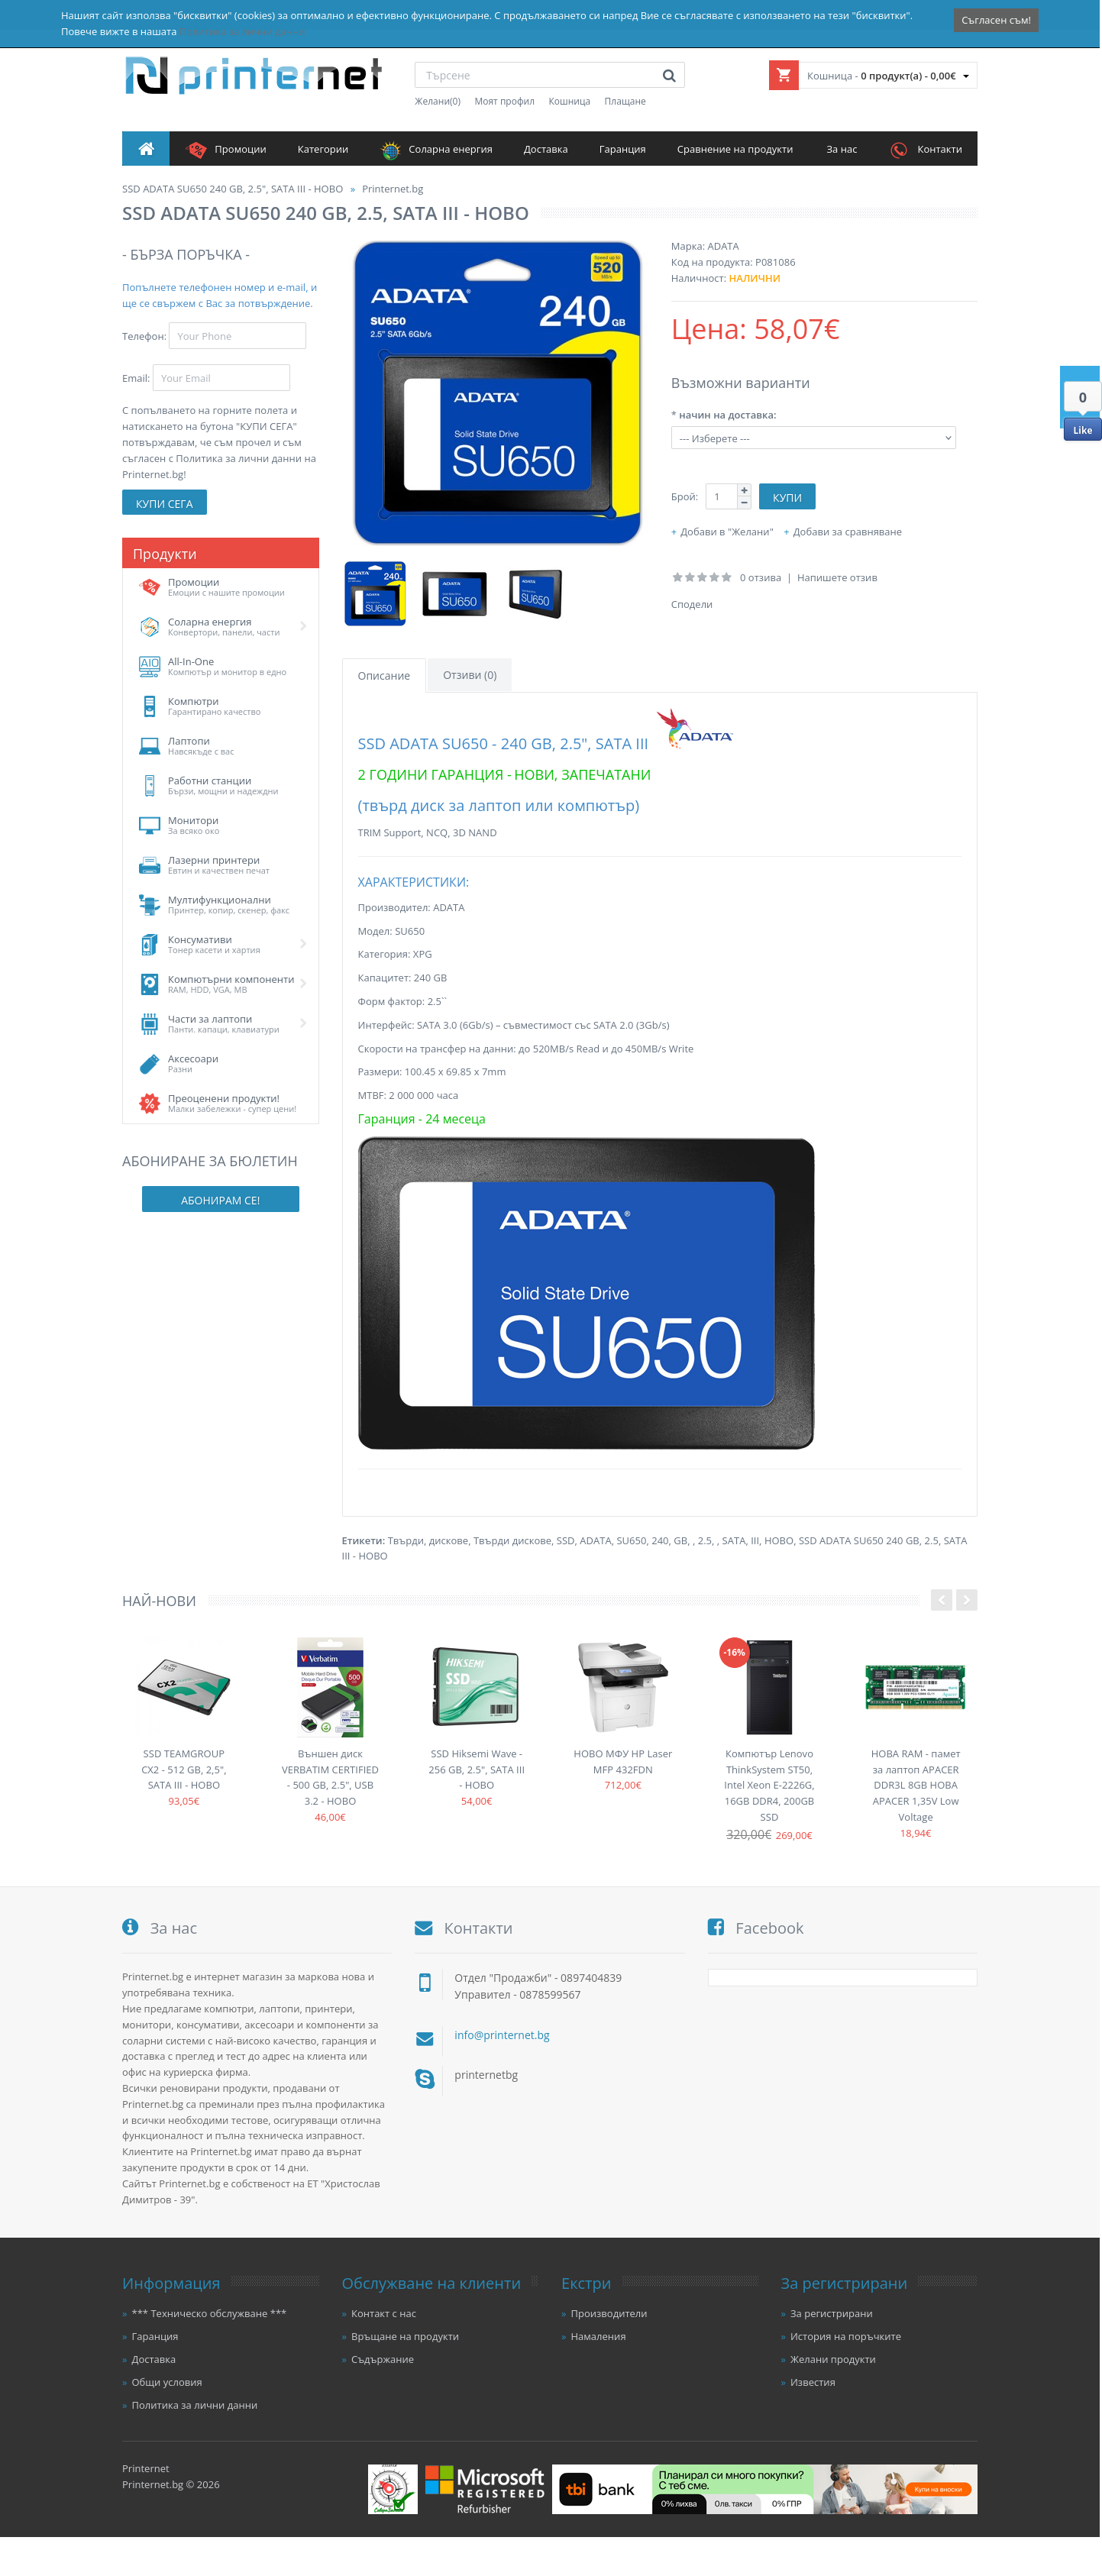 Нашият сайт използва "бисквитки" (cookies) за оптимално и ефективно функциониране. С продължаването си напред Вие се съгласявате с използването на тези "бисквитки".
Повече вижте в нашата
Съгласен съм!
printernet
Търсене
Желани(0) Моят профил Кошница Плащане
Кошница - 0 продукт(а) - 0,00€
Промоции Категории Соларна енергия Доставка Гаранция Сравнение на продукти За нас Контакти
SSD ADATA SU650 240 GB, 2.5", SATA III - НОВО » Printernet.bg
SSD ADATA SU650 240 GB, 2.5, SATA III - НОВО
- БЪРЗА ПОРЪЧКА -
Попълнете телефонен номер и e-mail, и
ще се свържем с Вас за потвърждение.
Телефон: Your Phone
Email: Your Email
С попълването на горните полета и
натискането на бутона "КУПИ СЕГА"
потвърждавам, че съм прочел и съм
съгласен с Политика за лични данни на
Printernet.bg!
КУПИ СЕГА
Speed up to
520
MB/s
ADATA
240
GB
SU650
2.5" SATA 6Gb/s
ADATA
Solid State Drive
SU650
Марка: ADATA
Код на продукта: P081086
Наличност: НАЛИЧНИ
Цена: 58,07€
Възможни варианти
* начин на доставка:
--- Изберете ---
Брой: 1 КУПИ
+ Добави в "Желани" + Добави за сравняване
0 отзива | Напишете отзив
Сподели
0
Like
Продукти
Промоции
Емоции с нашите промоции
Соларна енергия
Конвертори, панели, части
All-In-One
Компютър и монитор в едно
Компютри
Гарантирано качество
Лаптопи
Навсякъде с вас
Работни станции
Бързи, мощни и надеждни
Монитори
За всяко око
Лазерни принтери
Евтин и качествен печат
Мултифункционални
Принтер, копир, скенер, факс
Консумативи
Тонер касети и хартия
Компютърни компоненти
RAM, HDD, VGA, MB
Части за лаптопи
Панти. капаци, клавиатури
Аксесоари
Разни
Преоценени продукти!
Малки забележки - супер цени!
АБОНИРАНЕ ЗА БЮЛЕТИН
АБОНИРАМ СЕ!
Описание Отзиви (0)
SSD ADATA SU650 - 240 GB, 2.5", SATA III ADATA
2 ГОДИНИ ГАРАНЦИЯ - НОВИ, ЗАПЕЧАТАНИ
(твърд диск за лаптоп или компютър)
TRIM Support, NCQ, 3D NAND
ХАРАКТЕРИСТИКИ:
Производител: ADATA
Модел: SU650
Категория: XPG
Капацитет: 240 GB
Форм фактор: 2.5``
Интерфейс: SATA 3.0 (6Gb/s) – съвместимост със SATA 2.0 (3Gb/s)
Скорости на трансфер на данни: до 520MB/s Read и до 450MB/s Write
Размери: 100.45 x 69.85 x 7mm
MTBF: 2 000 000 часа
Гаранция - 24 месеца
ADATA
Solid State Drive
SU650
Етикети: Твърди, дискове, Твърди дискове, SSD, ADATA, SU650, 240, GB, , 2.5, , SATA, III, НОВО, SSD ADATA SU650 240 GB, 2.5, SATA
III - НОВО
НАЙ-НОВИ
SSD TEAMGROUP
CX2 - 512 GB, 2,5",
SATA III - НОВО
93,05€
Външен диск
VERBATIM CERTIFIED
- 500 GB, 2.5", USB
3.2 - НОВО
46,00€
SSD Hiksemi Wave -
256 GB, 2.5", SATA III
- НОВО
54,00€
НОВО МФУ HP Laser
MFP 432FDN
712,00€
-16%
Компютър Lenovo
ThinkSystem ST50,
Intel Xeon E-2226G,
16GB DDR4, 200GB
SSD
320,00€ 269,00€
НОВА RAM - памет
за лаптоп APACER
DDR3L 8GB НОВА
APACER 1,35V Low
Voltage
18,94€
За нас
Printernet.bg е интернет магазин за маркова нова и
употребявана техника.
Ние предлагаме компютри, лаптопи, принтери,
монитори, консумативи, аксесоари и компоненти за
соларни системи с най-високо качество, гаранция и
доставка с преглед и тест до адрес на клиента или
офис на куриерска фирма.
Всички реновирани продукти, продавани от
Printernet.bg са преминали през пълна профилактика
и всички необходими тестове, осигуряващи отлична
функционалност и пълна техническа изправност.
Клиентите на Printernet.bg имат право да върнат
закупените продукти в срок от 14 дни.
Сайтът Printernet.bg е собственост на ЕТ "Христослав
Димитров - 39".
Контакти
Отдел "Продажби" - 0897404839
Управител - 0878599567
info@printernet.bg
printernetbg
Facebook
Информация
» *** Техническо обслужване ***
» Гаранция
» Доставка
» Общи условия
» Политика за лични данни
Обслужване на клиенти
» Контакт с нас
» Връщане на продукти
» Съдържание
Екстри
» Производители
» Намаления
За регистрирани
» За регистрирани
» История на поръчките
» Желани продукти
» Известия
Printernet
Printernet.bg © 2026
Microsoft
REGISTERED
Refurbisher
tbi bank
Планирал си много покупки?
С теб сме.
0% лихва 0лв. такси 0% ГПР
Купи на вноски